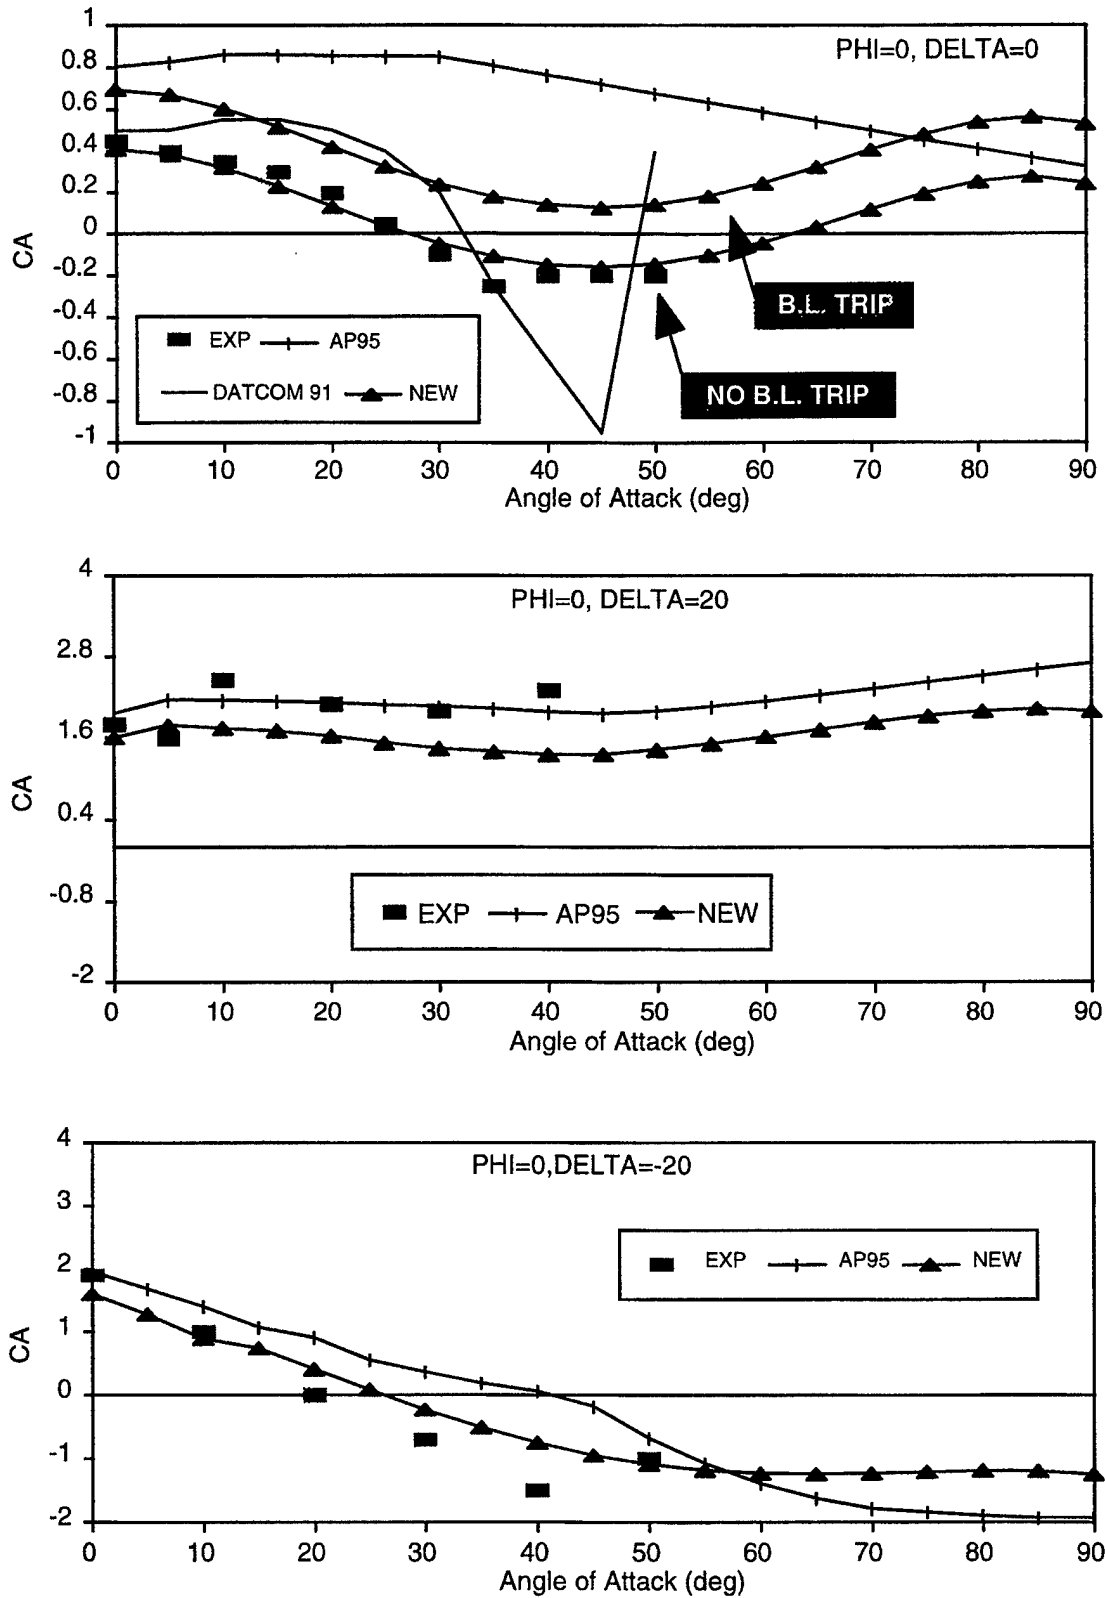 1
0.8
0.6
0.4
0.2
0
-0.2
-0.4
-0.6
-0.8
-1
CA
PHI=0, DELTA=0
B.L. TRIP
NO B.L. TRIP
EXP AP95
DATCOM 91 NEW
0 10 20 30 40 50 60 70 80 90
Angle of Attack (deg)
4
2.8
1.6
0.4
-0.8
-2
CA
PHI=0, DELTA=20
EXP AP95 NEW
0 10 20 30 40 50 60 70 80 90
Angle of Attack (deg)
4
3
2
1
0
-1
-2
CA
PHI=0,DELTA=-20
EXP AP95 NEW
0 10 20 30 40 50 60 70 80 90
Angle of Attack (deg)